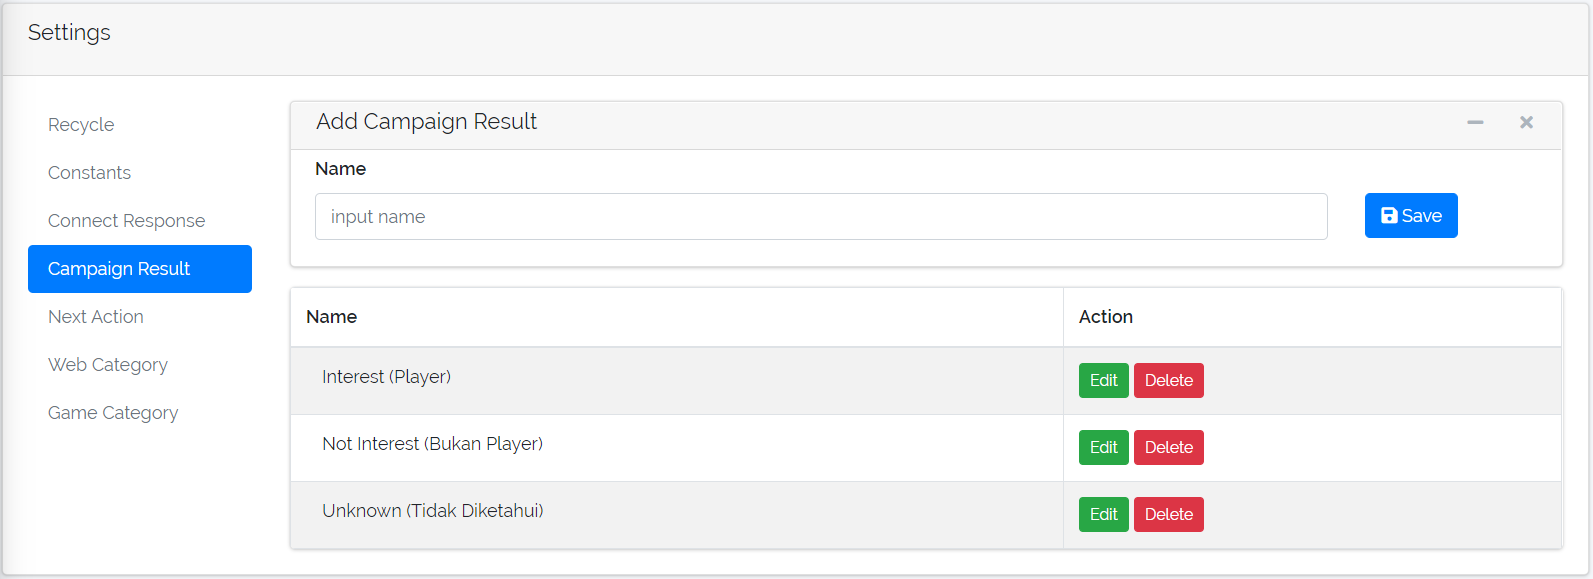 Settings
Recycle
Constants
Connect Response
Campaign Result
Next Action
Web Category
Game Category
Add Campaign Result
Name
input name
Save
Name Action
Interest (Player) Edit Delete
Not Interest (Bukan Player) Edit Delete
Unknown (Tidak Diketahui) Edit Delete